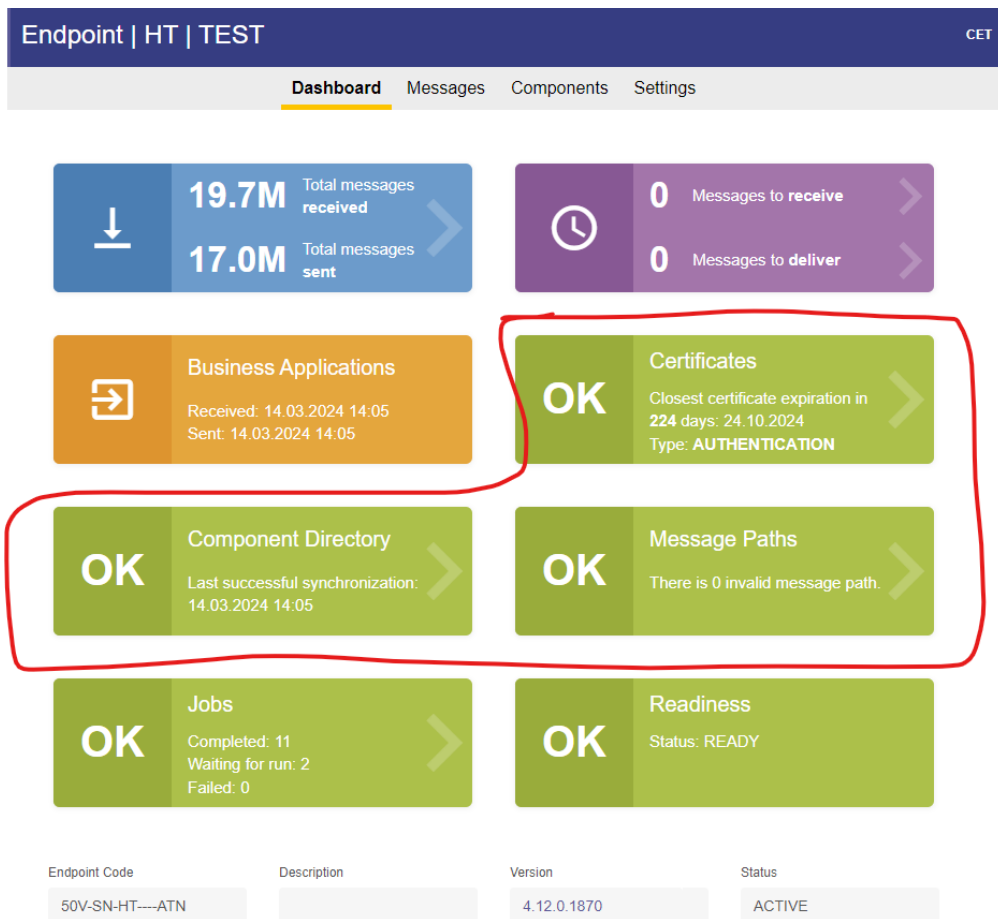 Endpoint | HT | TEST
CET
Dashboard Messages Components Settings
19.7M Total messages
received
17.0M Total messages
sent
0 Messages to receive
0 Messages to deliver
Business Applications
Received: 14.03.2024 14:05
Sent: 14.03.2024 14:05
OK
Certificates
Closest certificate expiration in
224 days: 24.10.2024
Type: AUTHENTICATION
OK
Component Directory
Last successful synchronization:
14.03.2024 14:05
OK
Message Paths
There is 0 invalid message path.
OK
Jobs
Completed: 11
Waiting for run: 2
Failed: 0
OK
Readiness
Status: READY
Endpoint Code
50V-SN-HT----ATN
Description
Version
4.12.0.1870
Status
ACTIVE